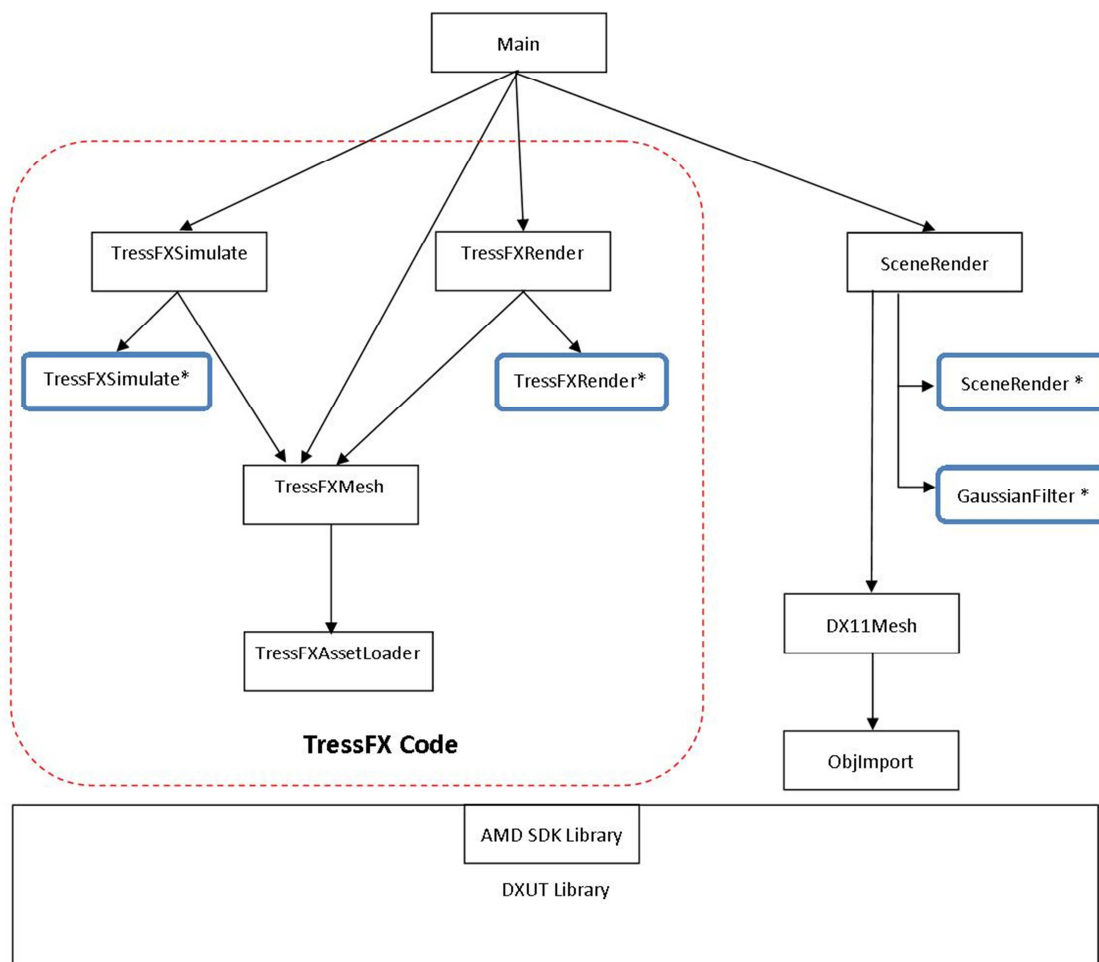 Main
TressFXSimulate
TressFXRender
SceneRender
TressFXSimulate*
TressFXRender*
SceneRender *
GaussianFilter *
TressFXMesh
DX11Mesh
TressFXAssetLoader
TressFX Code
ObjImport
AMD SDK Library
DXUT Library